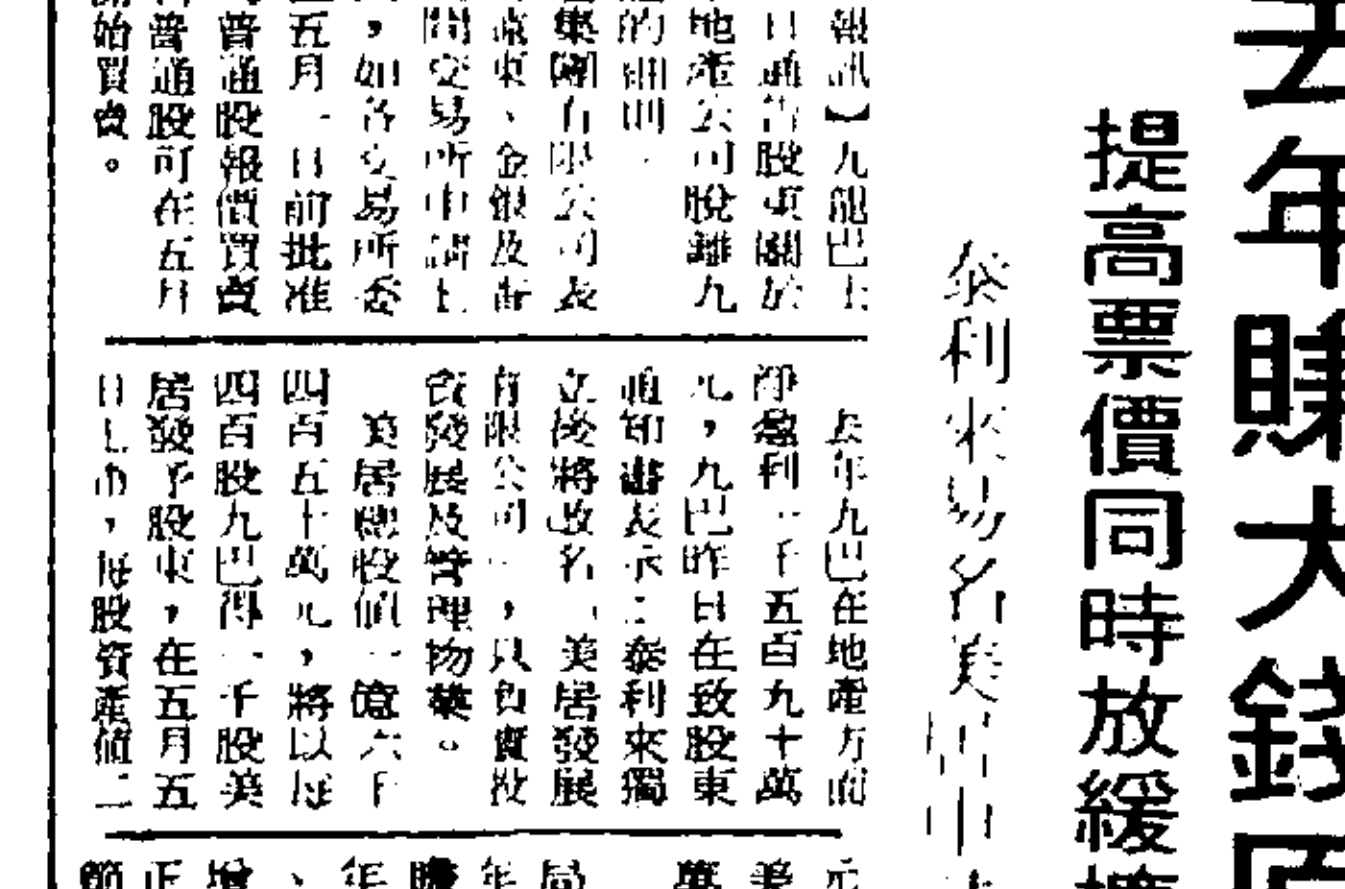 去年賺大錢
提高票價同時放緩
泰利來易名美居
報訊】九龍巴士
日通告股東關於
地產公司脫離九
的細則。
集團有限公司表
遠東、金銀及香
間交易所申請上
，如各交易所委
五月一日前批准
普通股報價買賣
普通股可在五月
開始買賣。
去年九巴在地產方面
淨盈利一千五百九十萬
元，九巴昨日在致股東
通知書表示：泰利來獨
立後將改名「美居發展
有限公司」，只負責投
資發展及管理物業。
美居總股值一億六千
四百五十萬元，將以每
四百股九巴得一千股美
居發予股東，在五月五
日上市，每股資產值二